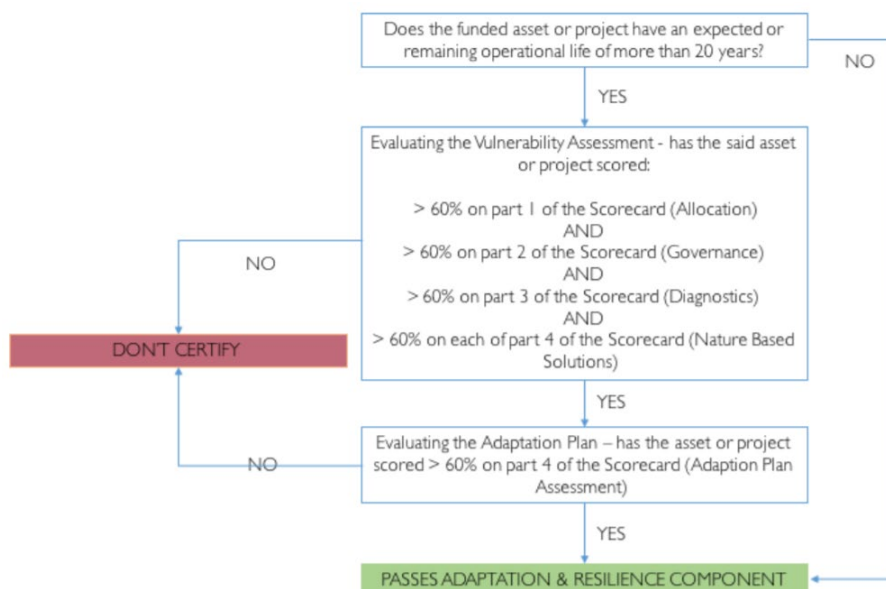 Does the funded asset or project have an expected or
remaining operational life of more than 20 years?
NO
YES
Evaluating the Vulnerability Assessment - has the said asset
or project scored:
> 60% on part 1 of the Scorecard (Allocation)
AND
> 60% on part 2 of the Scorecard (Governance)
AND
> 60% on part 3 of the Scorecard (Diagnostics)
AND
> 60% on each of part 4 of the Scorecard (Nature Based
Solutions)
NO
DON'T CERTIFY
YES
Evaluating the Adaptation Plan – has the asset or project
scored > 60% on part 4 of the Scorecard (Adaption Plan
Assessment)
NO
YES
PASSES ADAPTATION & RESILIENCE COMPONENT